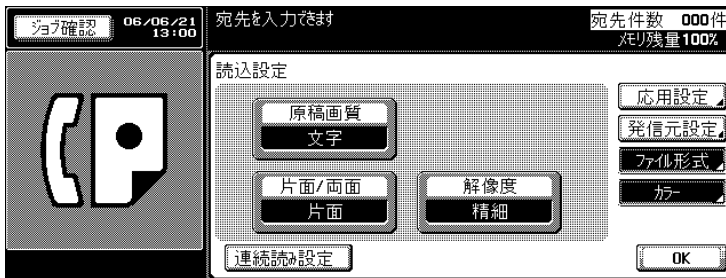 ジョブ確認
06/06/21
13:00
宛先を入力できます
宛先件数 000件
メモリ残量100%
読込設定
原稿画質
文字
片面/両面
片面
解像度
精細
連続読み設定
応用設定
発信元設定
ファイル形式
カラー
OK